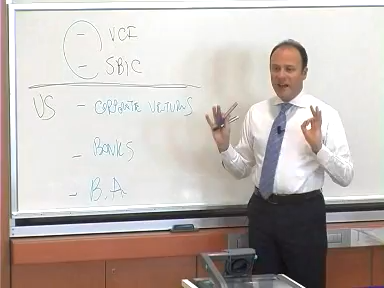 - VCF
- SBIC
VS - CORPORATE VENTURES
- BANKS
- B.A.